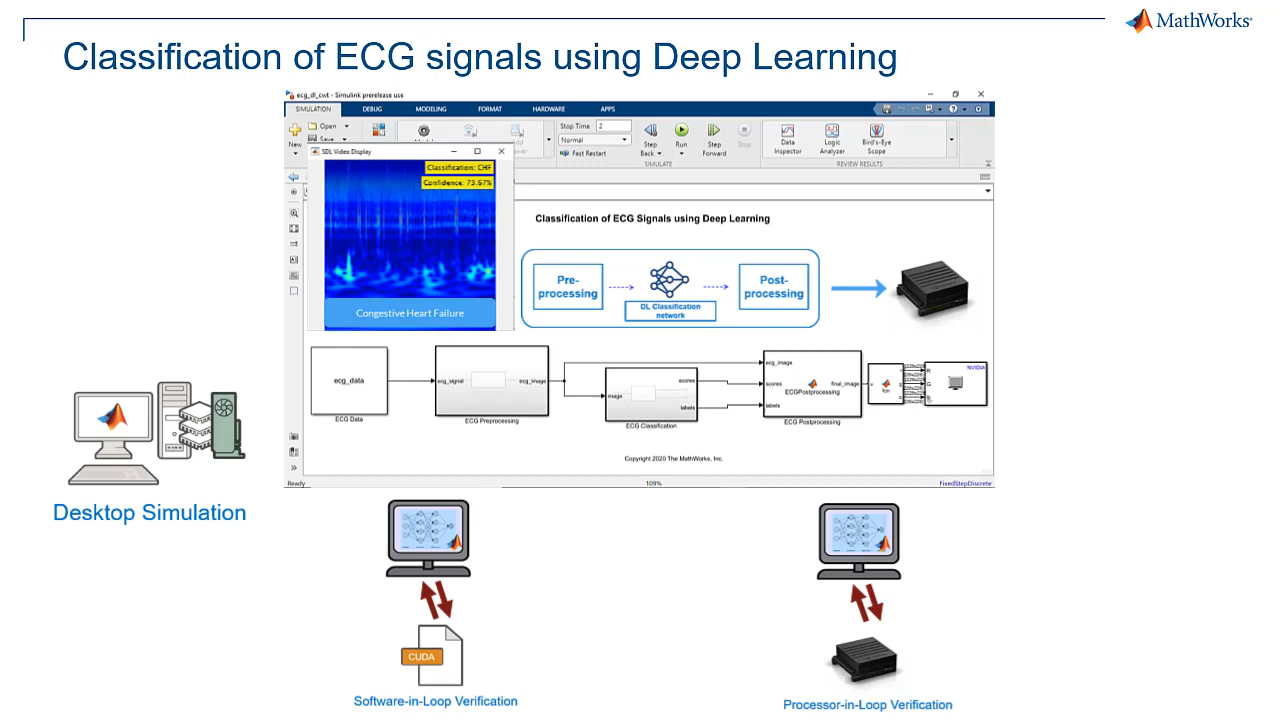 MathWorks®
Classification of ECG signals using Deep Learning
ecg_dl_cwt - Simulink prerelease use
SIMULATION DEBUG MODELING FORMAT HARDWARE APPS
New
Open
Save
Stop Time 2
Normal
Fast Restart
Step Back
Run
Step Forward
Stop
SIMULATE
Data Inspector
Logic Analyzer
Bird's-Eye Scope
REVIEW RESULTS
SDL Video Display
Classification: CHF
Confidence: 73.67%
Congestive Heart Failure
Classification of ECG Signals using Deep Learning
Pre-
processing
DL Classification
network
Post-
processing
ecg_data
ECG Data
ecg_signal
ecg_image
ECG Preprocessing
image
scores
labels
ECG Classification
ecg_image
scores
labels
ECGPostprocessing
final_image
ECG Postprocessing
fcn
R
G
B
NVIDIA
Copyright 2020 The MathWorks, Inc.
Ready
109%
FixedStepDiscrete
Desktop Simulation
CUDA
Software-in-Loop Verification
Processor-in-Loop Verification